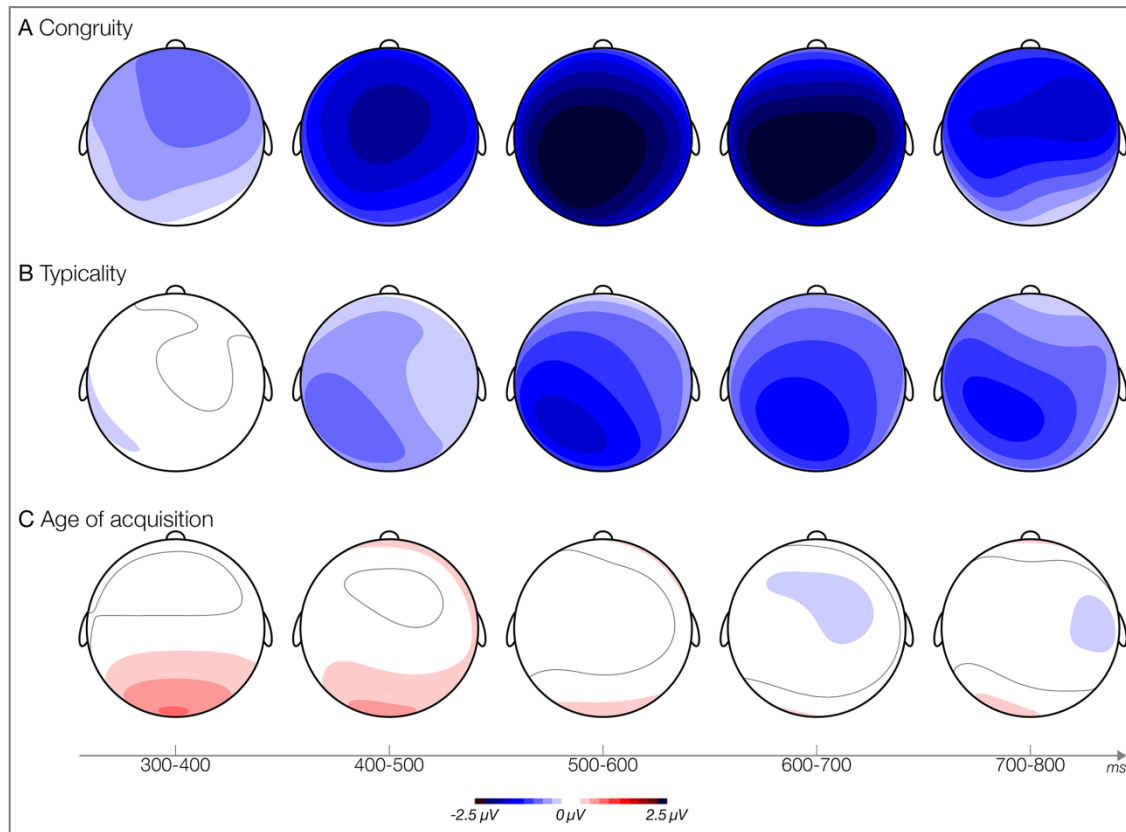 A Congruity
B Typicality
C Age of acquisition
300-400 400-500 500-600 600-700 700-800 ms
-2.5 µV 0 µV 2.5 µV